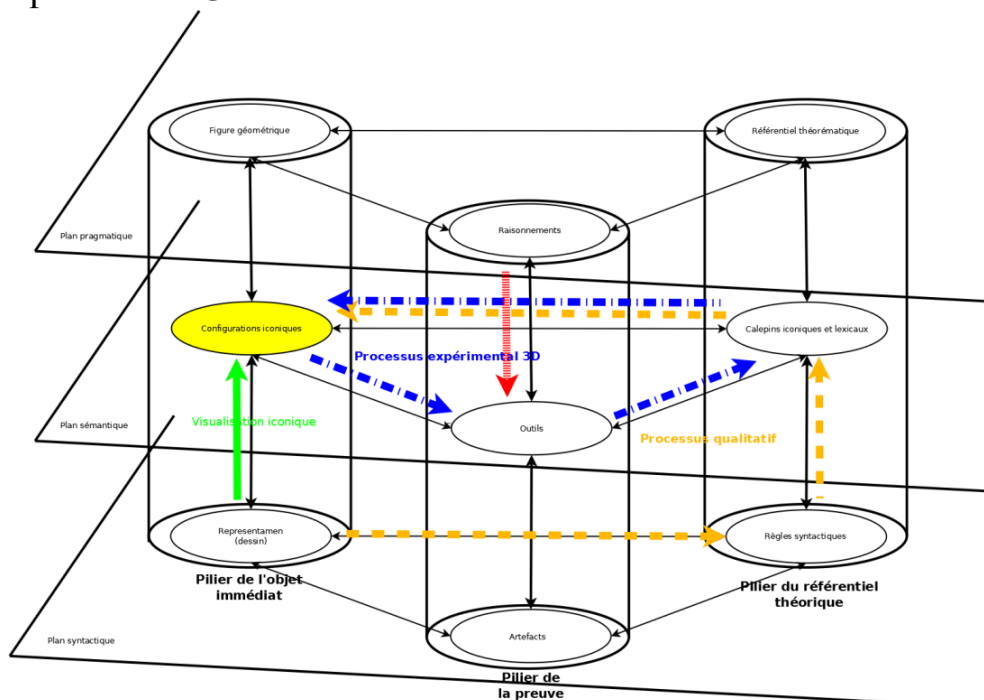 Figure géométrique
Référentiel théorématique
Raisonnements
Plan pragmatique
Configurations iconiques
Calepins iconiques et lexicaux
Processus expérimental 3D
Visualisation iconique
Outils
Plan sémantique
Processus qualitatif
Representamen
(dessin)
Règles syntactiques
Pilier de l'objet
immédiat
Pilier du référentiel
théorique
Artefacts
Plan syntactique
Pilier de
la preuve